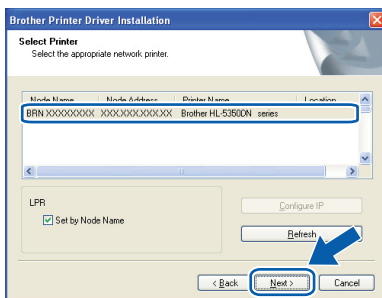 Brother Printer Driver Installation
Select Printer
Select the appropriate network printer.
Node Name Node Address Printer Name Location
BRN XXXXXXXXX XXX.XXX.XXX.XX Brother HL-5350DN series
LPR
Set by Node Name
Configure IP
Refresh
< Back Next > Cancel